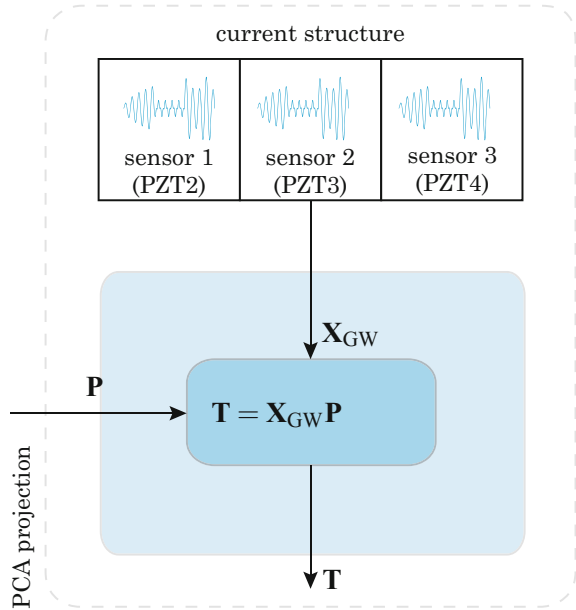 current structure
sensor 1
(PZT2)
sensor 2
(PZT3)
sensor 3
(PZT4)
X_GW
P
T = X_GW P
PCA projection
T